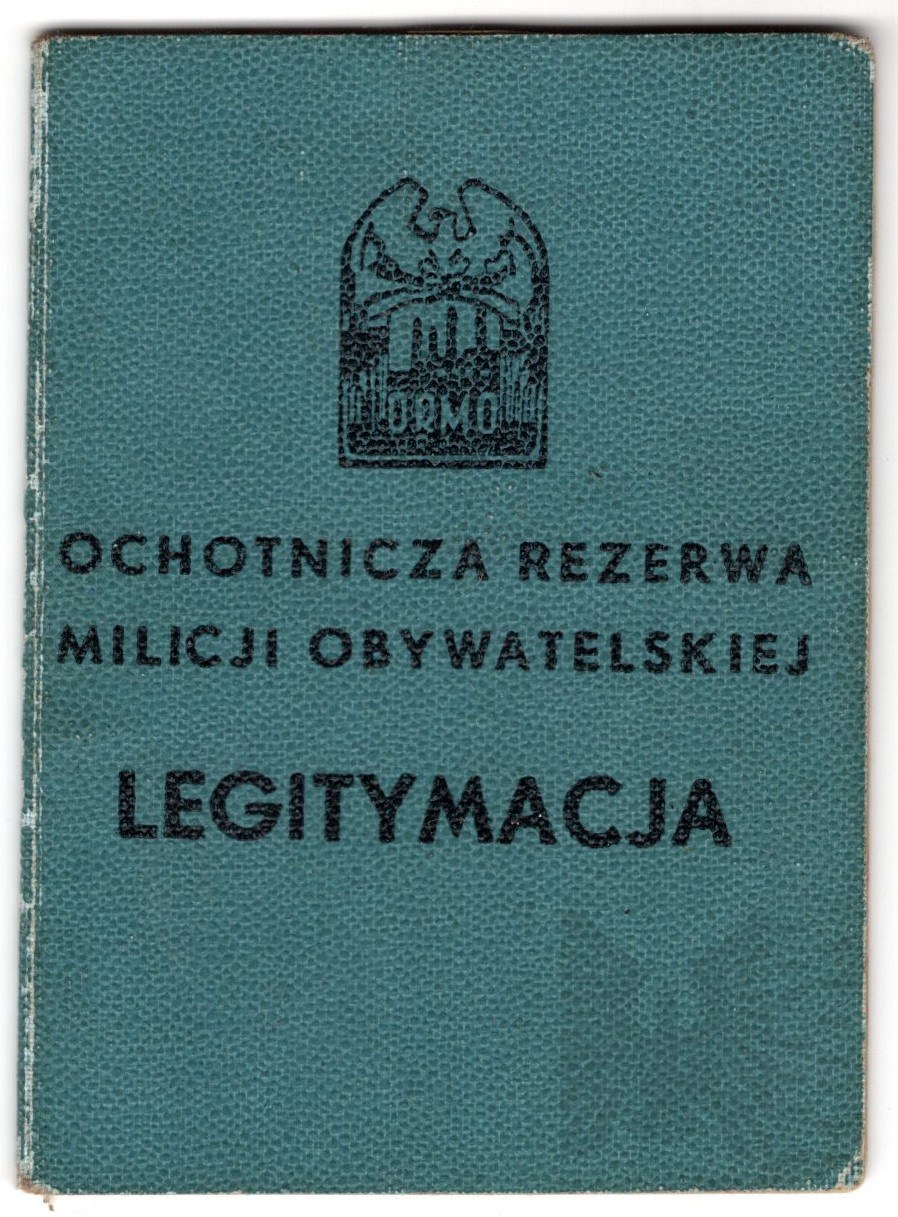 ORMO
OCHOTNICZA REZERWA
MILICJI OBYWATELSKIEJ
LEGITYMACJA